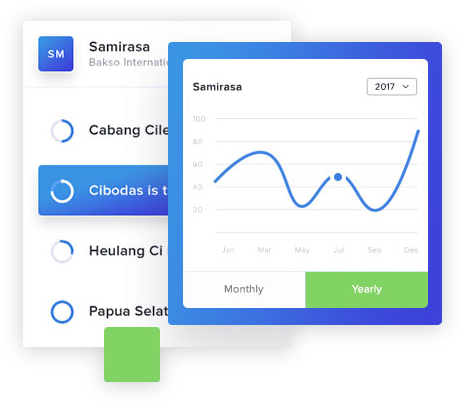 SM
Samirasa
Bakso Internati
Cabang Cile
Cibodas is t
Heulang Ci
Papua Selat
Samirasa
2017
100
80
60
40
20
Jan Mar May Jul Sep Dec
Monthly Yearly